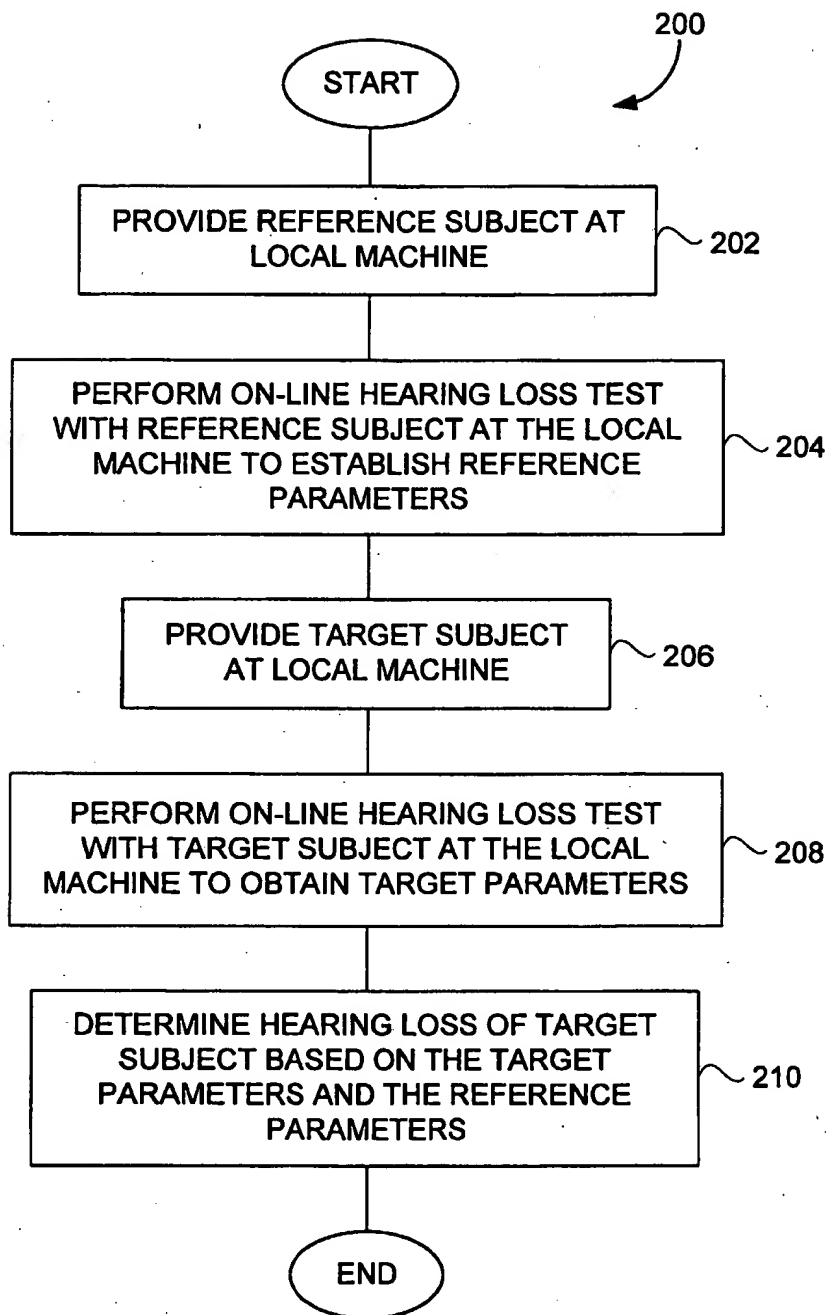 200
START
PROVIDE REFERENCE SUBJECT AT
LOCAL MACHINE
202
PERFORM ON-LINE HEARING LOSS TEST
WITH REFERENCE SUBJECT AT THE LOCAL
MACHINE TO ESTABLISH REFERENCE
PARAMETERS
204
PROVIDE TARGET SUBJECT
AT LOCAL MACHINE
206
PERFORM ON-LINE HEARING LOSS TEST
WITH TARGET SUBJECT AT THE LOCAL
MACHINE TO OBTAIN TARGET PARAMETERS
208
DETERMINE HEARING LOSS OF TARGET
SUBJECT BASED ON THE TARGET
PARAMETERS AND THE REFERENCE
PARAMETERS
210
END